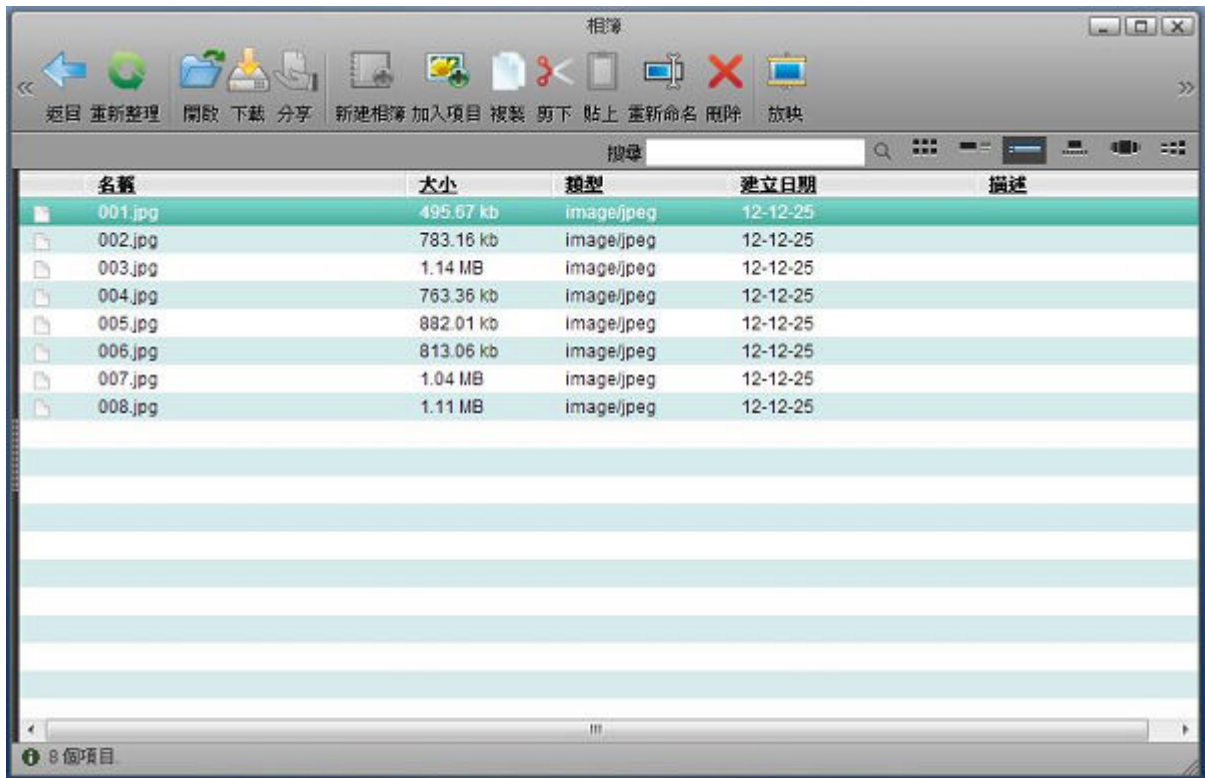 相簿
返回 重新整理 開啟 下載 分享 新建相簿 加入項目 複製 剪下 貼上 重新命名 刪除 放映
搜尋
名稱 大小 類型 建立日期 描述
001.jpg 495.67 kb image/jpeg 12-12-25
002.jpg 783.16 kb image/jpeg 12-12-25
003.jpg 1.14 MB image/jpeg 12-12-25
004.jpg 763.36 kb image/jpeg 12-12-25
005.jpg 882.01 kb image/jpeg 12-12-25
006.jpg 813.06 kb image/jpeg 12-12-25
007.jpg 1.04 MB image/jpeg 12-12-25
008.jpg 1.11 MB image/jpeg 12-12-25
8 個項目.